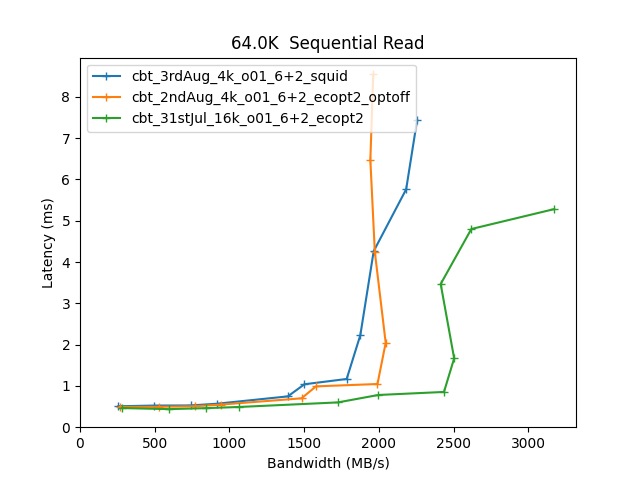 64.0K  Sequential Read
cbt_3rdAug_4k_o01_6+2_squid
cbt_2ndAug_4k_o01_6+2_ecopt2_optoff
cbt_31stJul_16k_o01_6+2_ecopt2
Latency (ms)
8
7
6
5
4
3
2
1
0
0 500 1000 1500 2000 2500 3000
Bandwidth (MB/s)